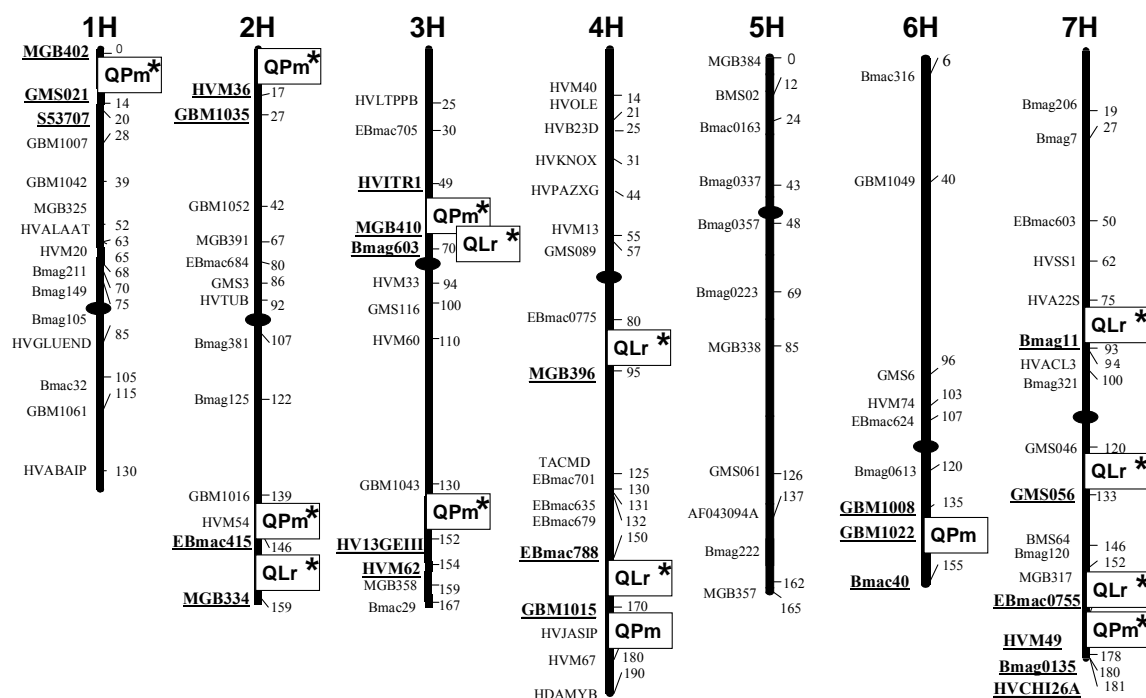 1H
MGB402 0
QPm*
GMS021 14
S53707 20
GBM1007 28
GBM1042 39
MGB325
HVALAAT 52
63
HVM20 65
Bmag211 68
70
Bmag149 75
Bmag105
HVGLUEND 85
Bmac32 105
115
GBM1061
HVABAIP 130
2H
QPm*
HVM36 17
GBM1035 27
GBM1052 42
MGB391 67
EBmac684 80
GMS3 86
HVTUB 92
Bmag381 107
Bmag125 122
GBM1016 139
HVM54 QPm*
EBmac415 146
QLr *
MGB334 159
3H
HVLTPPB 25
EBmac705 30
HVITR1 49
QPm*
MGB410
Bmag603 70 QLr *
HVM33 94
GMS116 100
HVM60 110
GBM1043 130
QPm*
HV13GEIII 152
HVM62 154
MGB358 159
Bmac29 167
4H
HVM40 14
HVOLE 21
HVB23D 25
HVKNOX 31
HVPAZXG 44
HVM13 55
GMS089 57
EBmac0775 80
QLr *
MGB396 95
TACMD 125
EBmac701 130
EBmac635 131
EBmac679 132
150
EBmac788
QLr *
GBM1015 170
HVJASIP QPm
HVM67 180
190
HDAMYB
5H
MGB384 0
12
BMS02
Bmac0163 24
Bmag0337 43
Bmag0357 48
Bmag0223 69
MGB338 85
GMS061 126
137
AF043094A
Bmag222
162
MGB357 165
6H
6
Bmac316
GBM1049 40
96
GMS6
HVM74 103
EBmac624 107
Bmag0613 120
GBM1008 135
GBM1022 QPm
Bmac40 155
7H
Bmag206 19
27
Bmag7
EBmac603 50
HVSS1 62
HVA22S 75
QLr *
Bmag11 93
HVACL3 94
Bmag321 100
GMS046 120
QLr *
GMS056 133
BMS64 146
Bmag120 152
MGB317
QLr *
EBmac0755
QPm*
HVM49 178
Bmag0135 180
HVCHI26A 181